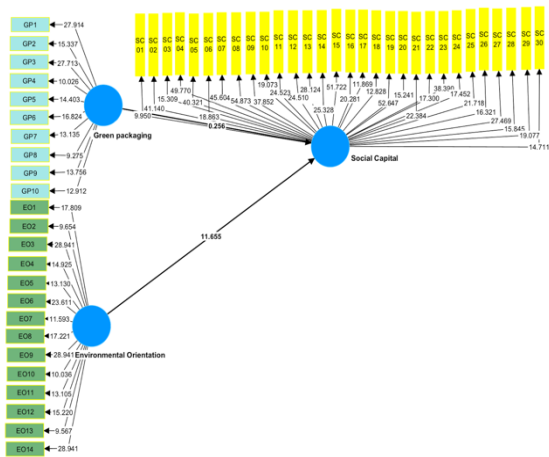 SC SC SC SC SC SC SC SC SC SC SC SC SC SC SC SC SC SC SC SC SC SC SC SC SC SC SC SC SC SC
01 02 03 04 05 06 07 08 09 10 11 12 13 14 15 16 17 18 19 20 21 22 23 24 25 26 27 28 29 30
GP1
27.914
GP2
15.337
GP3
27.713
GP4
10.026
GP5
14.403
GP6
16.824
GP7
13.135
GP8
9.275
GP9
13.756
GP10
12.912
Green packaging
9.950
41.140
15.309
49.770
40.321
18.863
45.604
54.873
37.852
19.073
24.523
24.510
28.124
25.328
51.722
20.281
11.869
12.828
52.647
15.241
17.300
38.390
22.384
17.452
16.321
21.718
27.469
15.845
19.077
14.711
0.256
Social Capital
11.655
EO1
17.809
EO2
9.654
EO3
28.941
EO4
14.925
EO5
13.130
EO6
23.611
EO7
11.593
EO8
17.221
EO9
28.941
EO10
10.036
EO11
13.105
EO12
15.220
EO13
9.567
EO14
28.941
Environmental Orientation